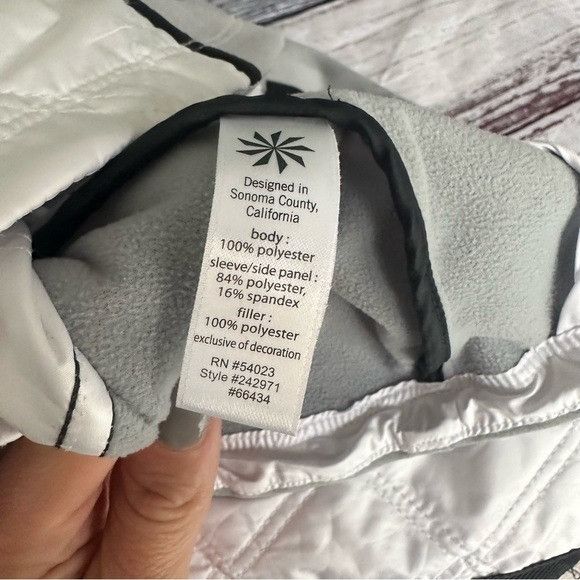 Designed in
Sonoma County,
California
body :
100% polyester
sleeve/side panel :
84% polyester,
16% spandex
filler :
100% polyester
exclusive of decoration
RN #54023
Style #242971
#66434